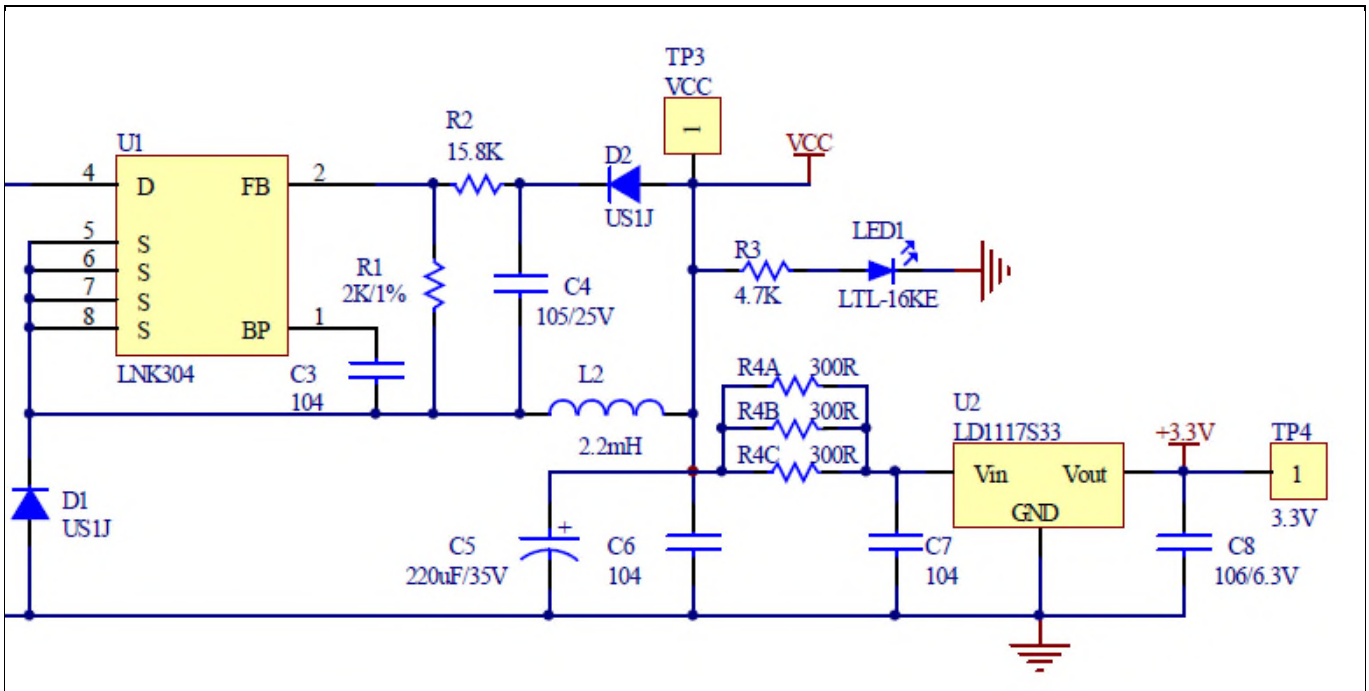 TP3
VCC
1
VCC
U1
4
D
FB
2
5
S
6
S
7
S
8
S
BP
1
LNK304
R2
15.8K
D2
US1J
R1
2K/1%
C4
105/25V
C3
104
R3
4.7K
LED1
LTL-16KE
L2
2.2mH
R4A 300R
R4B 300R
R4C 300R
U2
LD1117S33
Vin
Vout
GND
+3.3V
TP4
1
3.3V
D1
US1J
C5
220uF/35V
+
C6
104
C7
104
C8
106/6.3V